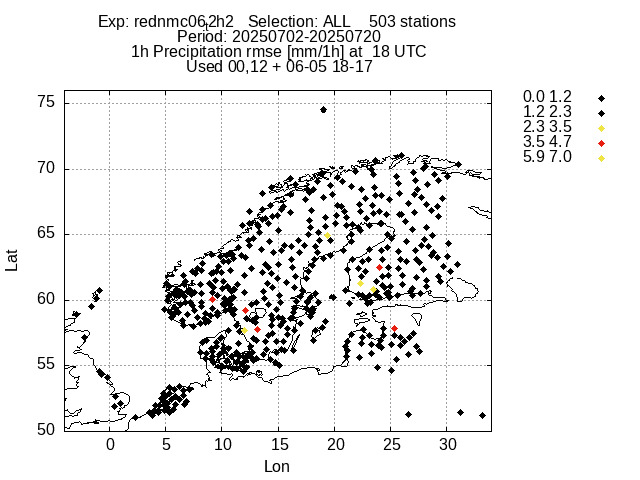 Exp: rednmc06b2h2 Selection: ALL 503 stations
Period: 20250702-20250720
1h Precipitation rmse [mm/1h] at 18 UTC
Used 00,12 + 06-05 18-17
0.0 1.2
1.2 2.3
2.3 3.5
3.5 4.7
5.9 7.0
75
70
65
60
55
50
Lat
0 5 10 15 20 25 30
Lon